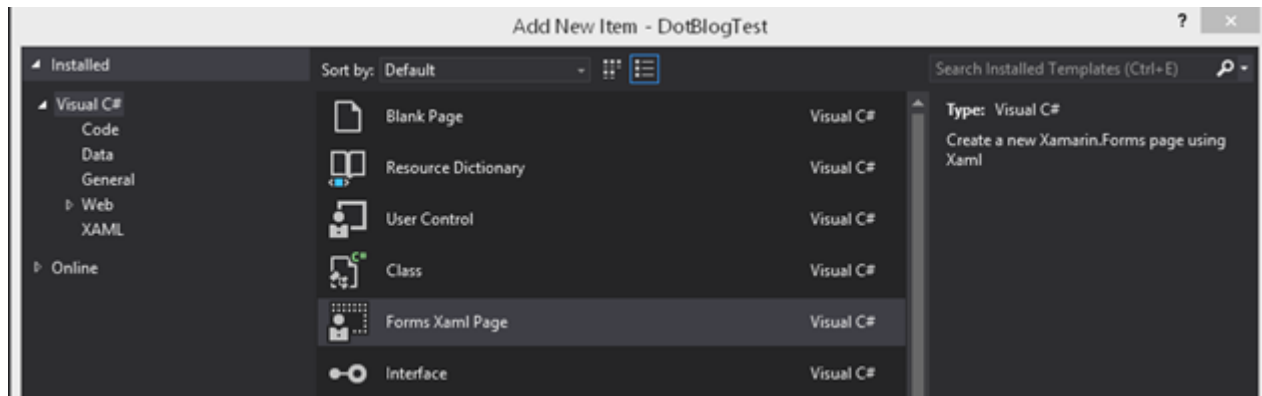 Add New Item - DotBlogTest
?
Installed
Sort by: Default
Search Installed Templates (Ctrl+E)
Visual C#
Code
Data
General
Web
XAML
Online
Blank Page Visual C#
Resource Dictionary Visual C#
User Control Visual C#
C# Class Visual C#
Forms Xaml Page Visual C#
Interface Visual C#
Type: Visual C#
Create a new Xamarin.Forms page using
Xaml